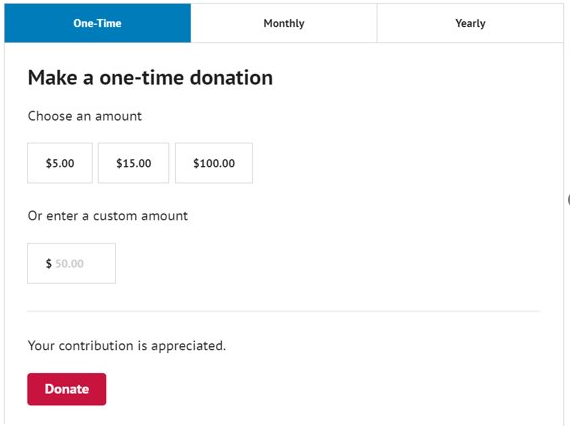 One-Time
Monthly
Yearly
Make a one-time donation
Choose an amount
$5.00
$15.00
$100.00
Or enter a custom amount
$ 50.00
Your contribution is appreciated.
Donate